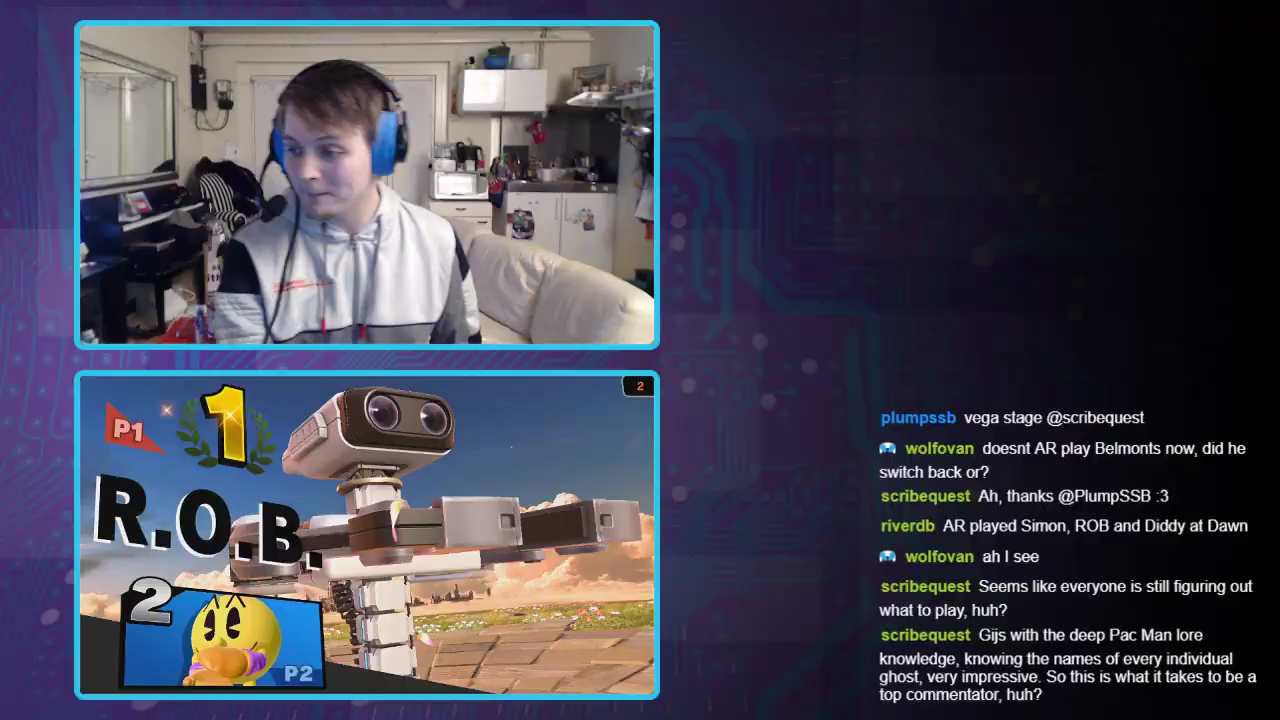 P1
1
R.O.B.
2
P2
2
plumpssb vega stage @scribequest
wolfovan doesnt AR play Belmonts now, did he
switch back or?
scribequest Ah, thanks @PlumpSSB :3
riverdb AR played Simon, ROB and Diddy at Dawn
wolfovan ah I see
scribequest Seems like everyone is still figuring out
what to play, huh?
scribequest Gijs with the deep Pac Man lore
knowledge, knowing the names of every individual
ghost, very impressive. So this is what it takes to be a
top commentator, huh?